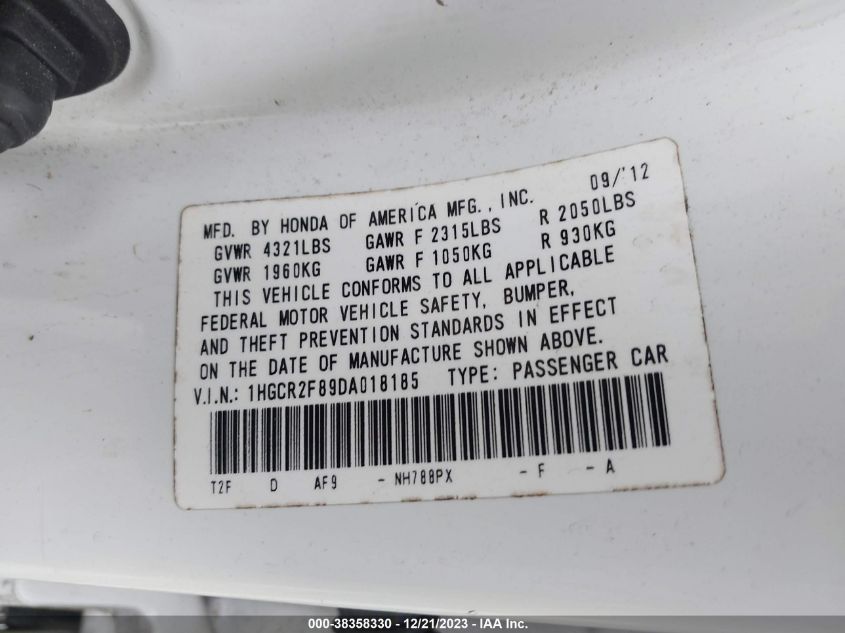 MFD. BY HONDA OF AMERICA MFG., INC. 09/'12
GVWR 4321LBS GAWR F 2315LBS R 2050LBS
GVWR 1960KG GAWR F 1050KG R 930KG
THIS VEHICLE CONFORMS TO ALL APPLICABLE
FEDERAL MOTOR VEHICLE SAFETY, BUMPER,
AND THEFT PREVENTION STANDARDS IN EFFECT
ON THE DATE OF MANUFACTURE SHOWN ABOVE.
V.I.N.: 1HGCR2F89DA018185 TYPE: PASSENGER CAR
T2F D AF9 - NH788PX - F - A
000-38358330 - 12/21/2023 - IAA Inc.